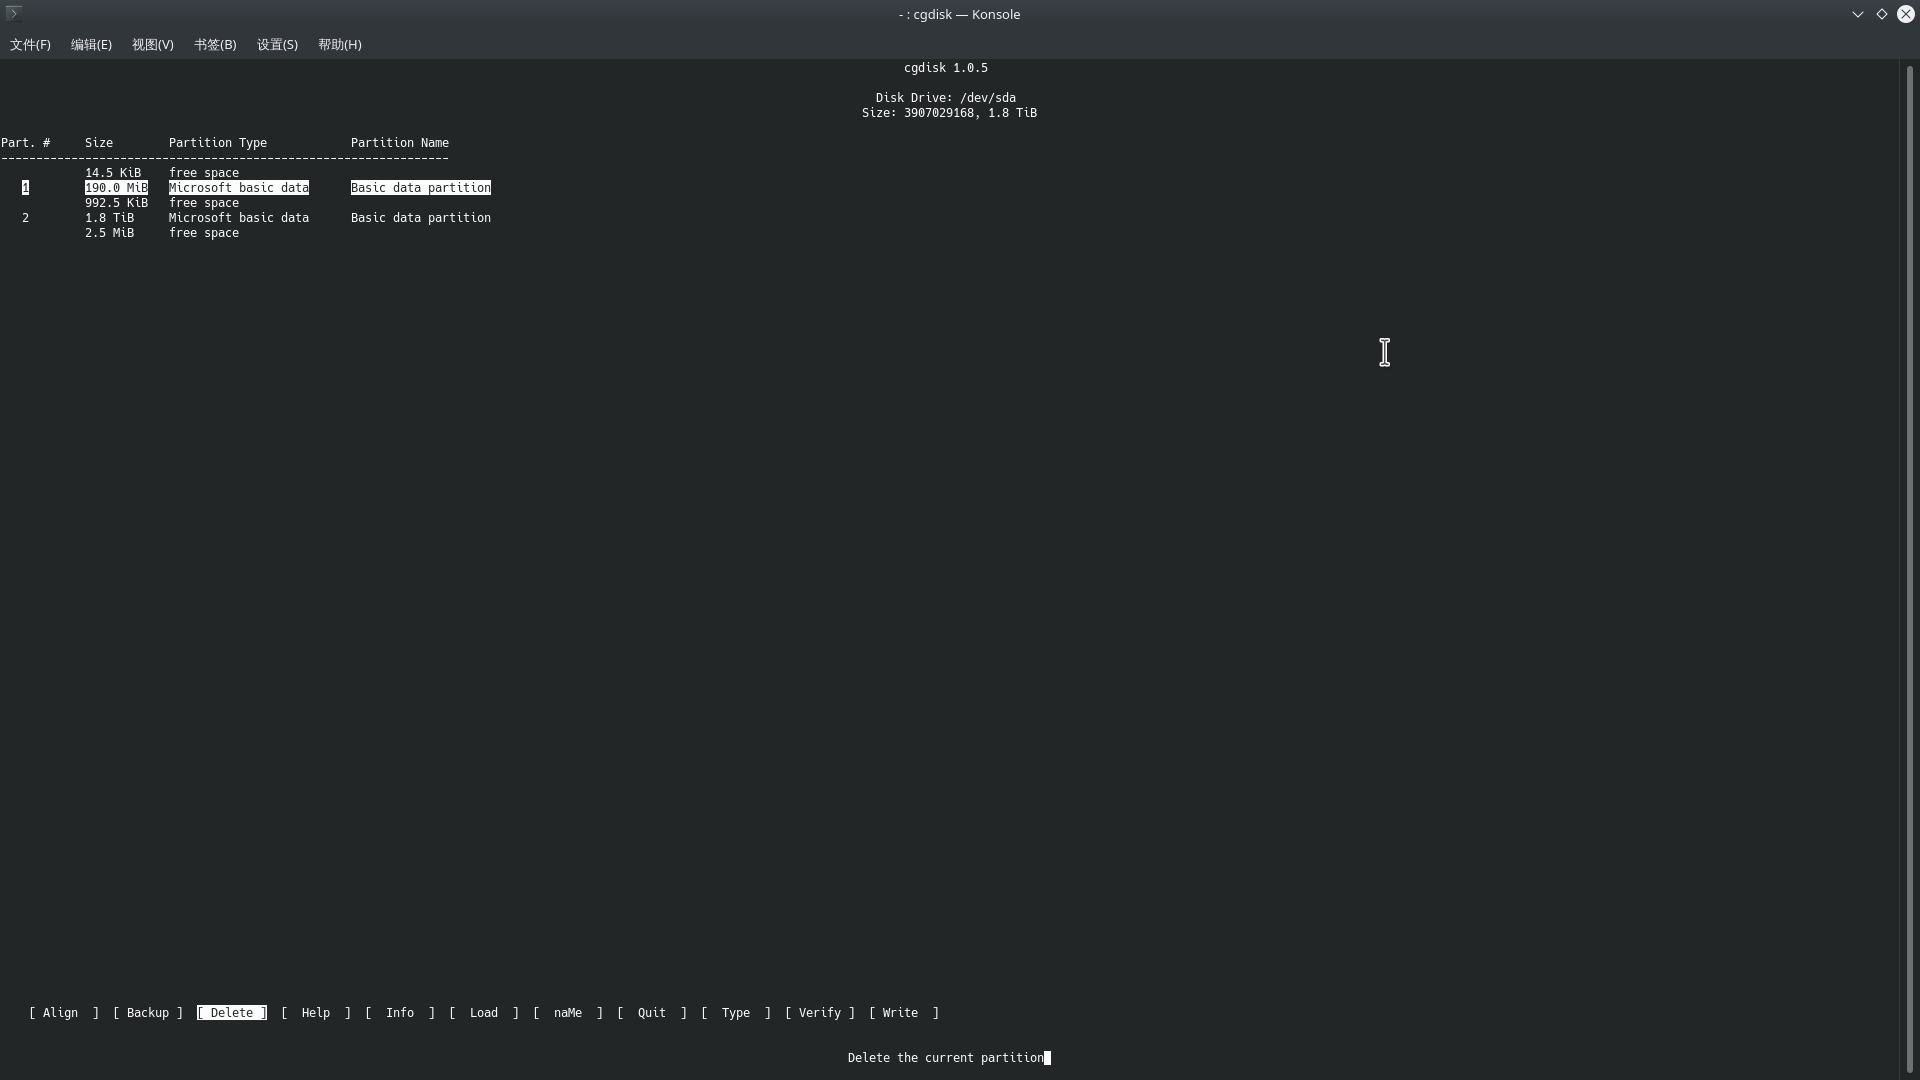 - : cgdisk — Konsole
文件(F) 编辑(E) 视图(V) 书签(B) 设置(S) 帮助(H)
cgdisk 1.0.5
Disk Drive: /dev/sda
Size: 3907029168, 1.8 TiB
Part. # Size Partition Type Partition Name
----------------------------------------------------------------
14.5 KiB free space
1 190.0 MiB Microsoft basic data Basic data partition
992.5 KiB free space
2 1.8 TiB Microsoft basic data Basic data partition
2.5 MiB free space
[ Align ] [ Backup ] [ Delete ] [ Help ] [ Info ] [ Load ] [ naMe ] [ Quit ] [ Type ] [ Verify ] [ Write ]
Delete the current partition